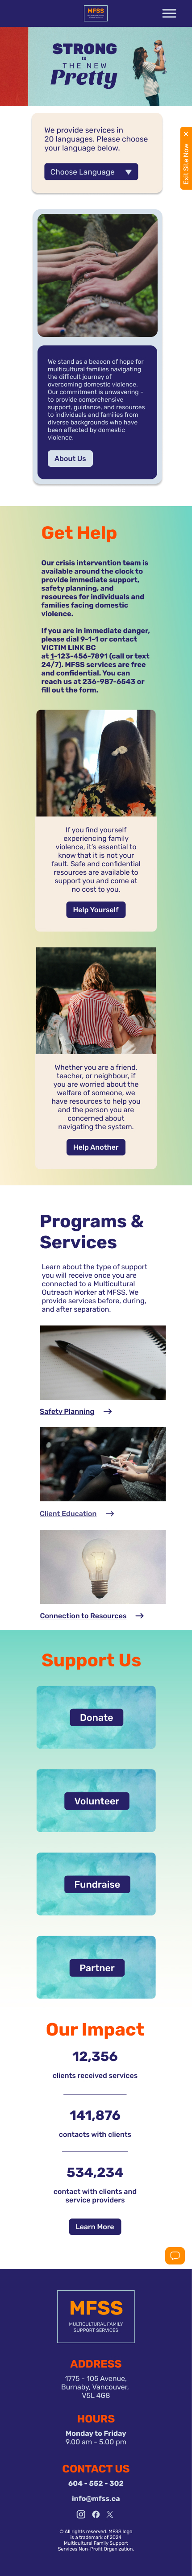 MFSS
MULTICULTURAL FAMILY
SUPPORT SERVICES
STRONG
IS
THE NEW
Pretty
Exit Site Now
We provide services in
20 languages. Please choose
your language below.
Choose Language
We stand as a beacon of hope for
multicultural families navigating
the difficult journey of
overcoming domestic violence.
Our commitment is unwavering -
to provide comprehensive
support, guidance, and resources
to individuals and families from
diverse backgrounds who have
been affected by domestic
violence.
About Us
Get Help
Our crisis intervention team is
available around the clock to
provide immediate support,
safety planning, and
resources for individuals and
families facing domestic
violence.
If you are in immediate danger,
please dial 9-1-1 or contact
VICTIM LINK BC
at 1-123-456-7891 (call or text
24/7). MFSS services are free
and confidential. You can
reach us at 236-987-6543 or
fill out the form.
If you find yourself
experiencing family
violence, it's essential to
know that it is not your
fault. Safe and confidential
resources are available to
support you and come at
no cost to you.
Help Yourself
Whether you are a friend,
teacher, or neighbour, if
you are worried about the
welfare of someone, we
have resources to help you
and the person you are
concerned about
navigating the system.
Help Another
Programs &
Services
Learn about the type of support
you will receive once you are
connected to a Multicultural
Outreach Worker at MFSS. We
provide services before, during,
and after separation.
Safety Planning
Client Education
Connection to Resources
Support Us
Donate
Volunteer
Fundraise
Partner
Our Impact
12,356
clients received services
141,876
contacts with clients
534,234
contact with clients and
service providers
Learn More
MFSS
MULTICULTURAL FAMILY
SUPPORT SERVICES
ADDRESS
1775 - 105 Avenue,
Burnaby, Vancouver,
V5L 4G8
HOURS
Monday to Friday
9.00 am - 5.00 pm
CONTACT US
604 - 552 - 302
info@mfss.ca
© All rights reserved. MFSS logo
is a trademark of 2024
Multicultural Family Support
Services Non-Profit Organization.